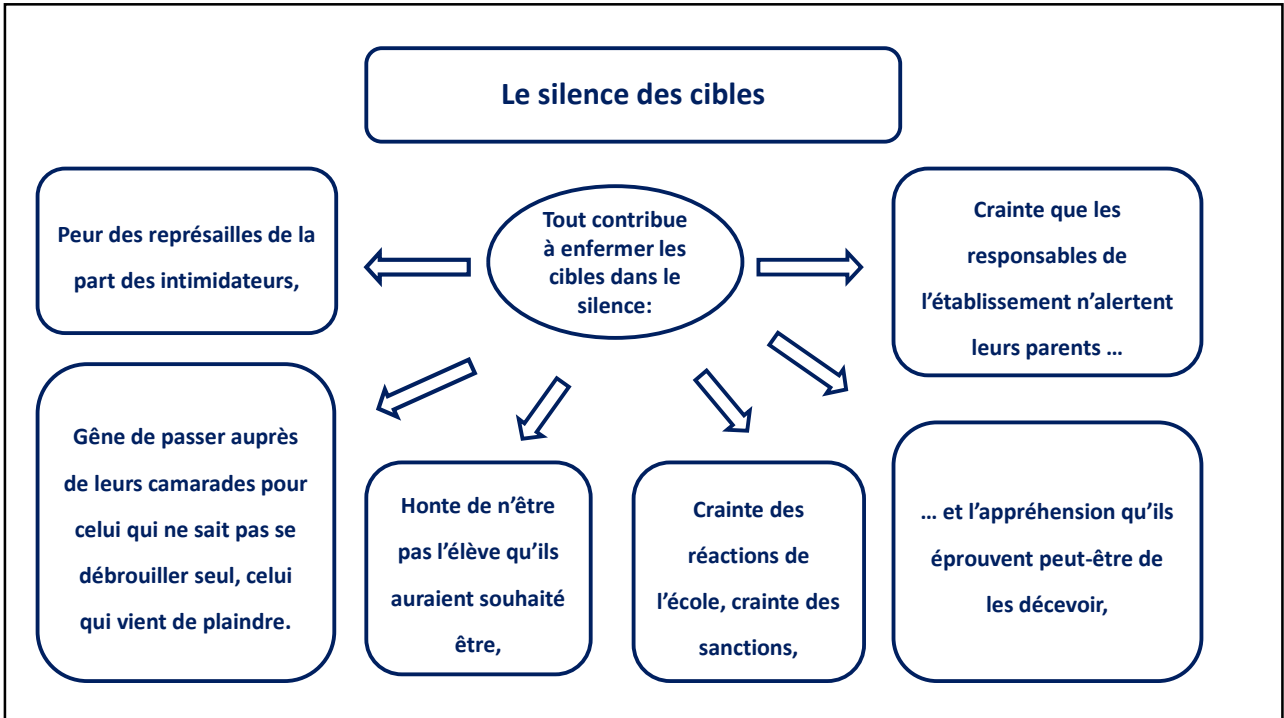 Le silence des cibles
Tout contribue
à enfermer les
cibles dans le
silence:
Peur des représailles de la
part des intimidateurs,
Gêne de passer auprès
de leurs camarades pour
celui qui ne sait pas se
débrouiller seul, celui
qui vient de plaindre.
Honte de n’être
pas l’élève qu’ils
auraient souhaité
être,
Crainte des
réactions de
l’école, crainte des
sanctions,
Crainte que les
responsables de
l’établissement n’alertent
leurs parents …
… et l’appréhension qu’ils
éprouvent peut-être de
les décevoir,